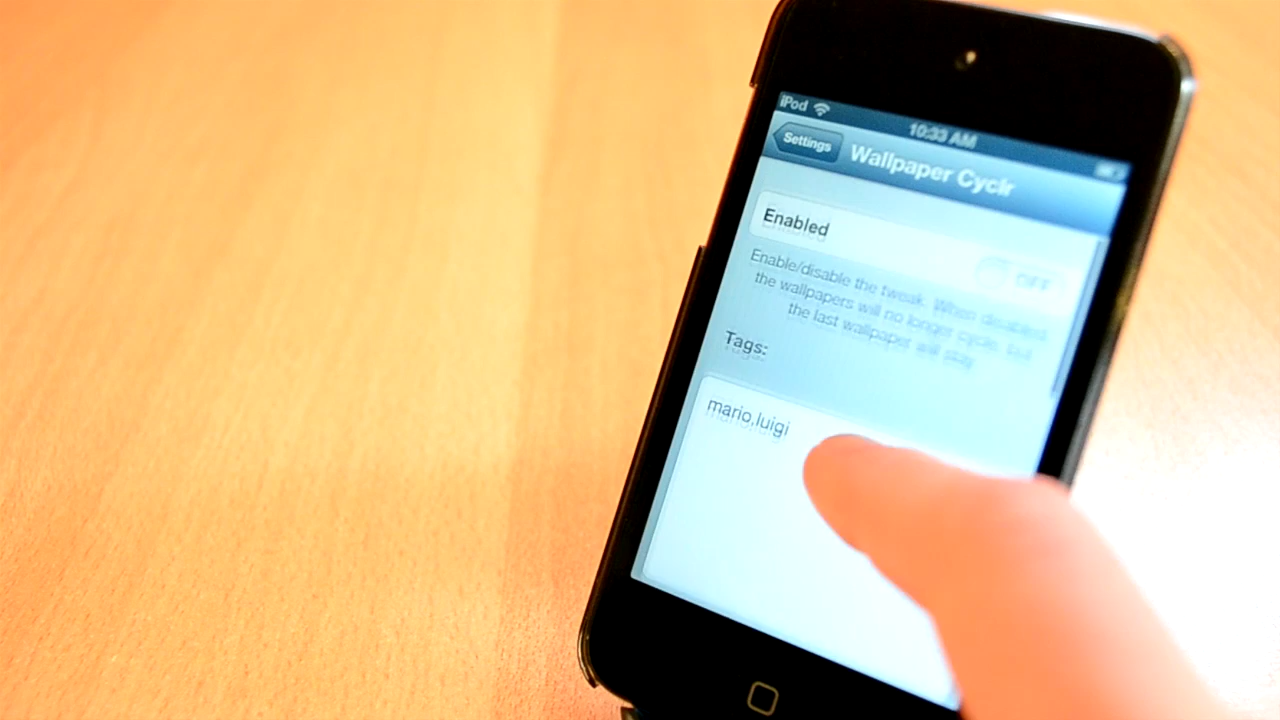 iPod
10:33 AM
Settings
Wallpaper Cyclr
Enabled
OFF
Enable/disable the tweak. When disabled
the wallpapers will no longer cycle, but
the last wallpaper will stay
Tags:
mario,luigi